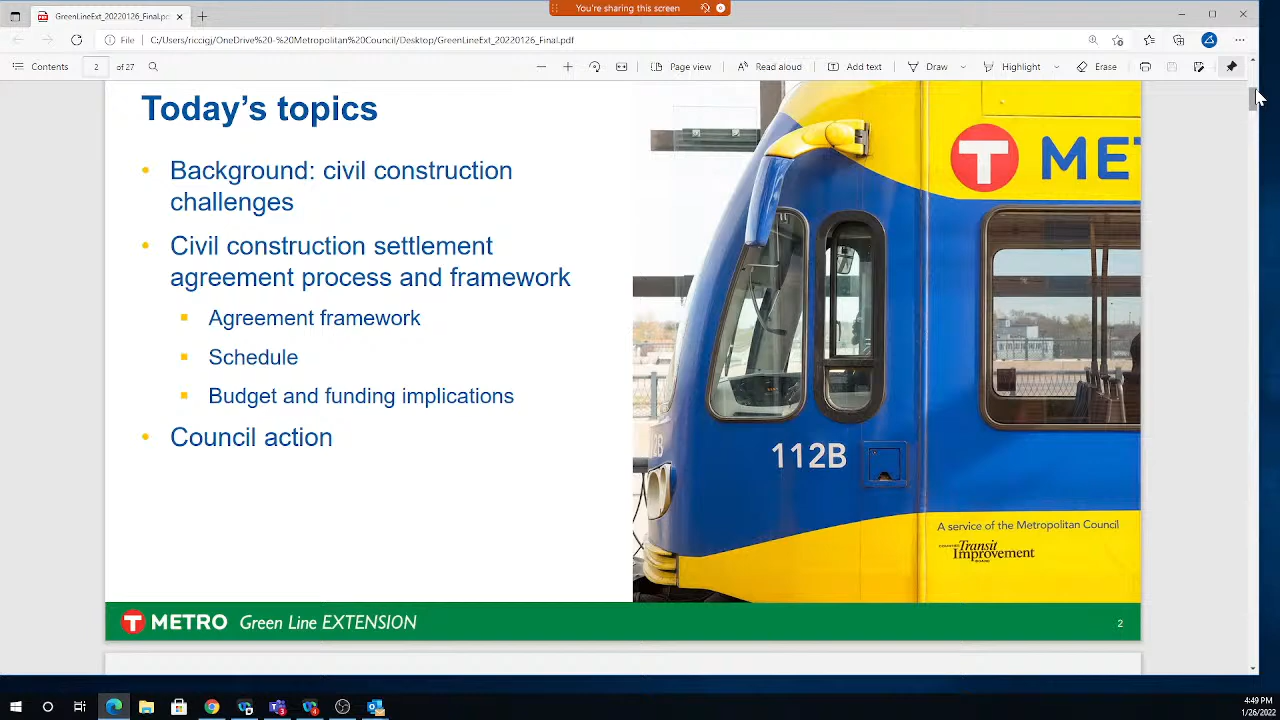 You're sharing this screen
GreenLineExt_20220126_Final.pd
File
C:/Users/riccigj/OneDrive%20-%20Metropolitan%20Council/Desktop/GreenLineExt_20220126_Final.pdf
Contents
2
of 27
Page view
Read aloud
Add text
Draw
Highlight
Erase
Today's topics
• Background: civil construction
challenges
• Civil construction settlement
agreement process and framework
▪ Agreement framework
▪ Schedule
▪ Budget and funding implications
• Council action
T
MET
112B
A service of the Metropolitan Council
Transit
Improvement
T METRO Green Line EXTENSION
2
4:49 PM
1/26/2022